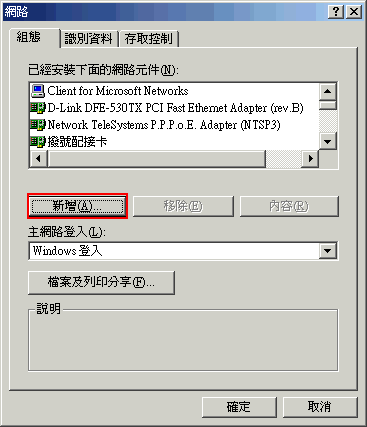 網路
組態
識別資料
存取控制
已經安裝下面的網路元件(N):
Client for Microsoft Networks
D-Link DFE-530TX PCI Fast Ethernet Adapter (rev.B)
Network TeleSystems P.P.P.o.E. Adapter (NTSP3)
撥號配接卡
新增(A)...
移除(E)
內容(R)
主網路登入(L):
Windows 登入
檔案及列印分享(F)...
說明
確定
取消